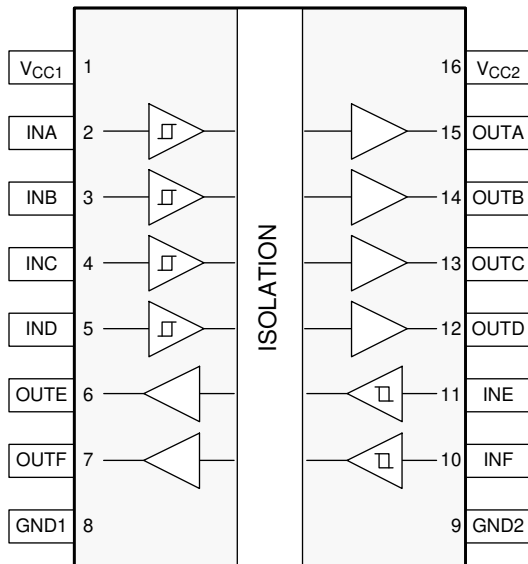 VCC1 1 16 VCC2
INA 2 15 OUTA
INB 3 14 OUTB
INC 4 13 OUTC
IND 5 12 OUTD
OUTE 6 11 INE
OUTF 7 10 INF
GND1 8 9 GND2
ISOLATION